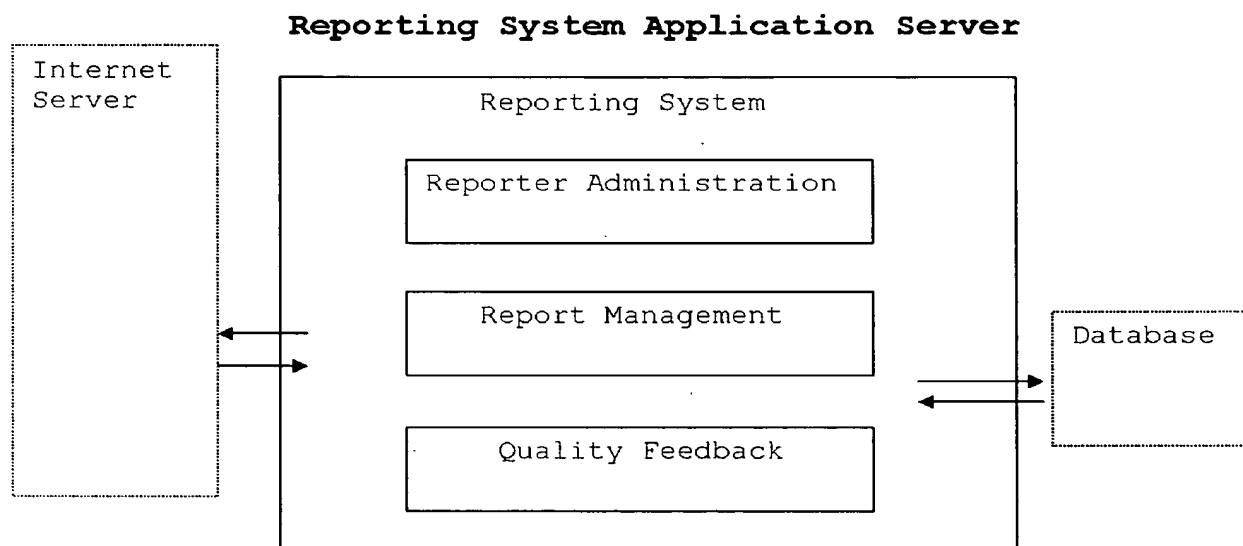 Reporting System Application Server
Internet
Server
Reporting System
Reporter Administration
Report Management
Database
Quality Feedback